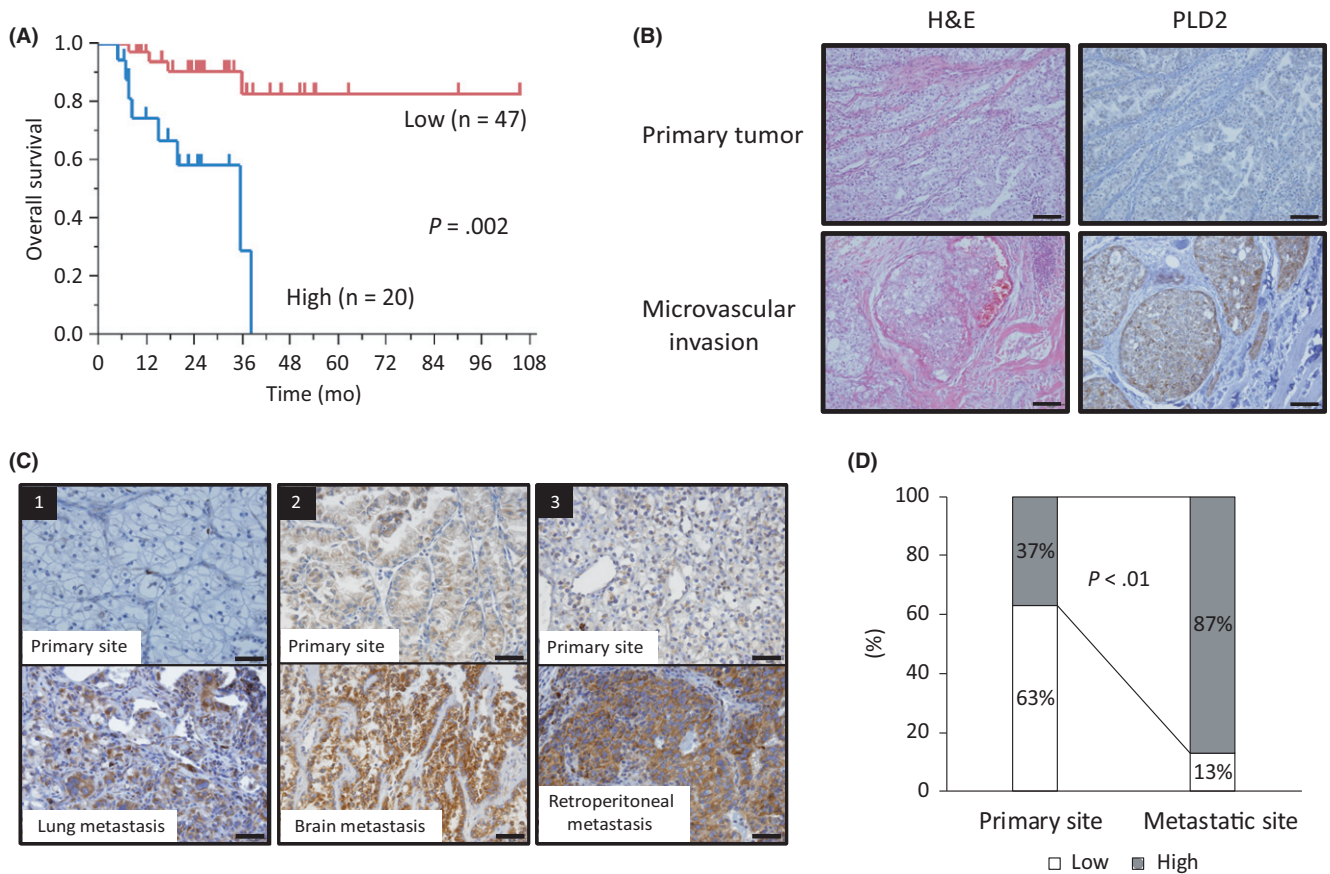 (A)
1.0
0.8
0.6
0.4
0.2
0.0
Overall survival
Low (n = 47)
P = .002
High (n = 20)
0 12 24 36 48 60 72 84 96 108
Time (mo)
(B)
H&E PLD2
Primary tumor
Microvascular
invasion
(C)
1
Primary site
Lung metastasis
2
Primary site
Brain metastasis
3
Primary site
Retroperitoneal
metastasis
(D)
100
80
60
40
20
0
(%)
37%
63%
P < .01
87%
13%
Primary site Metastatic site
Low High